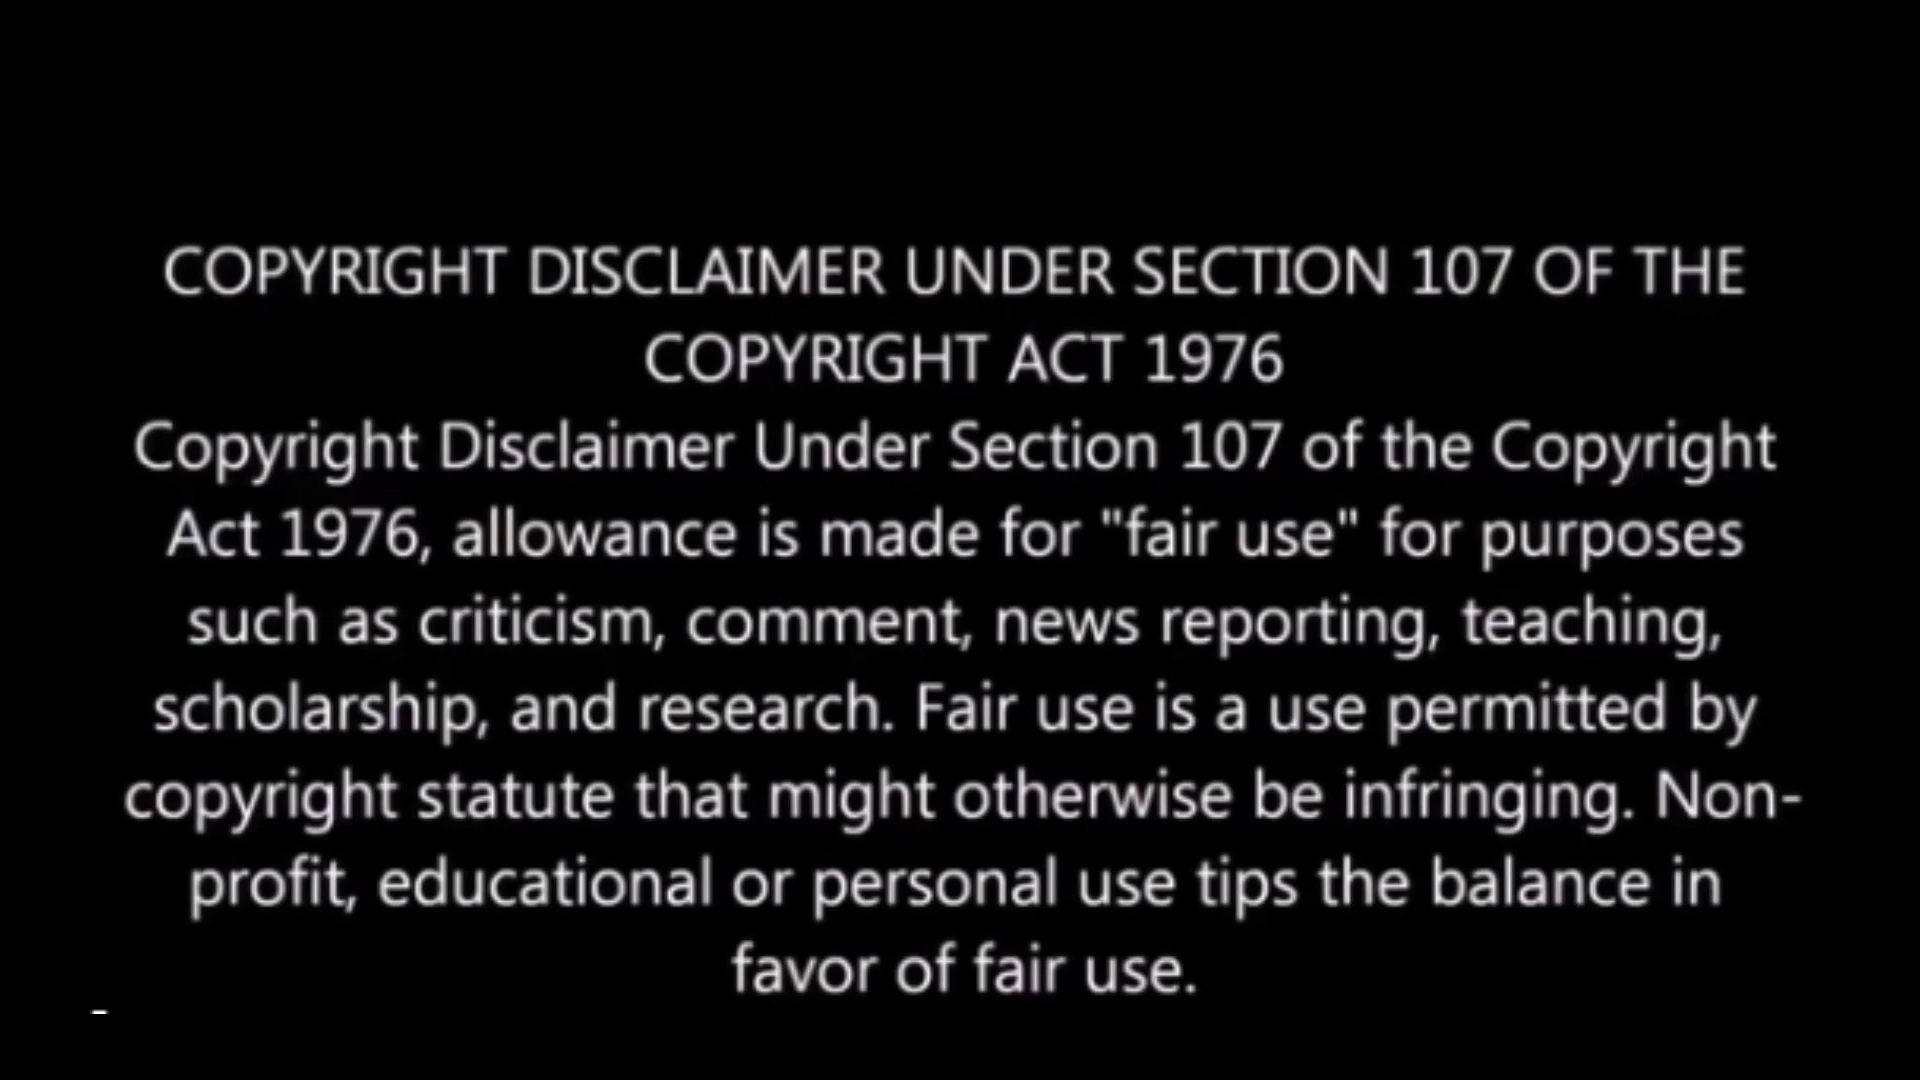 COPYRIGHT DISCLAIMER UNDER SECTION 107 OF THE
COPYRIGHT ACT 1976
Copyright Disclaimer Under Section 107 of the Copyright
Act 1976, allowance is made for "fair use" for purposes
such as criticism, comment, news reporting, teaching,
scholarship, and research. Fair use is a use permitted by
copyright statute that might otherwise be infringing. Non-
profit, educational or personal use tips the balance in
favor of fair use.